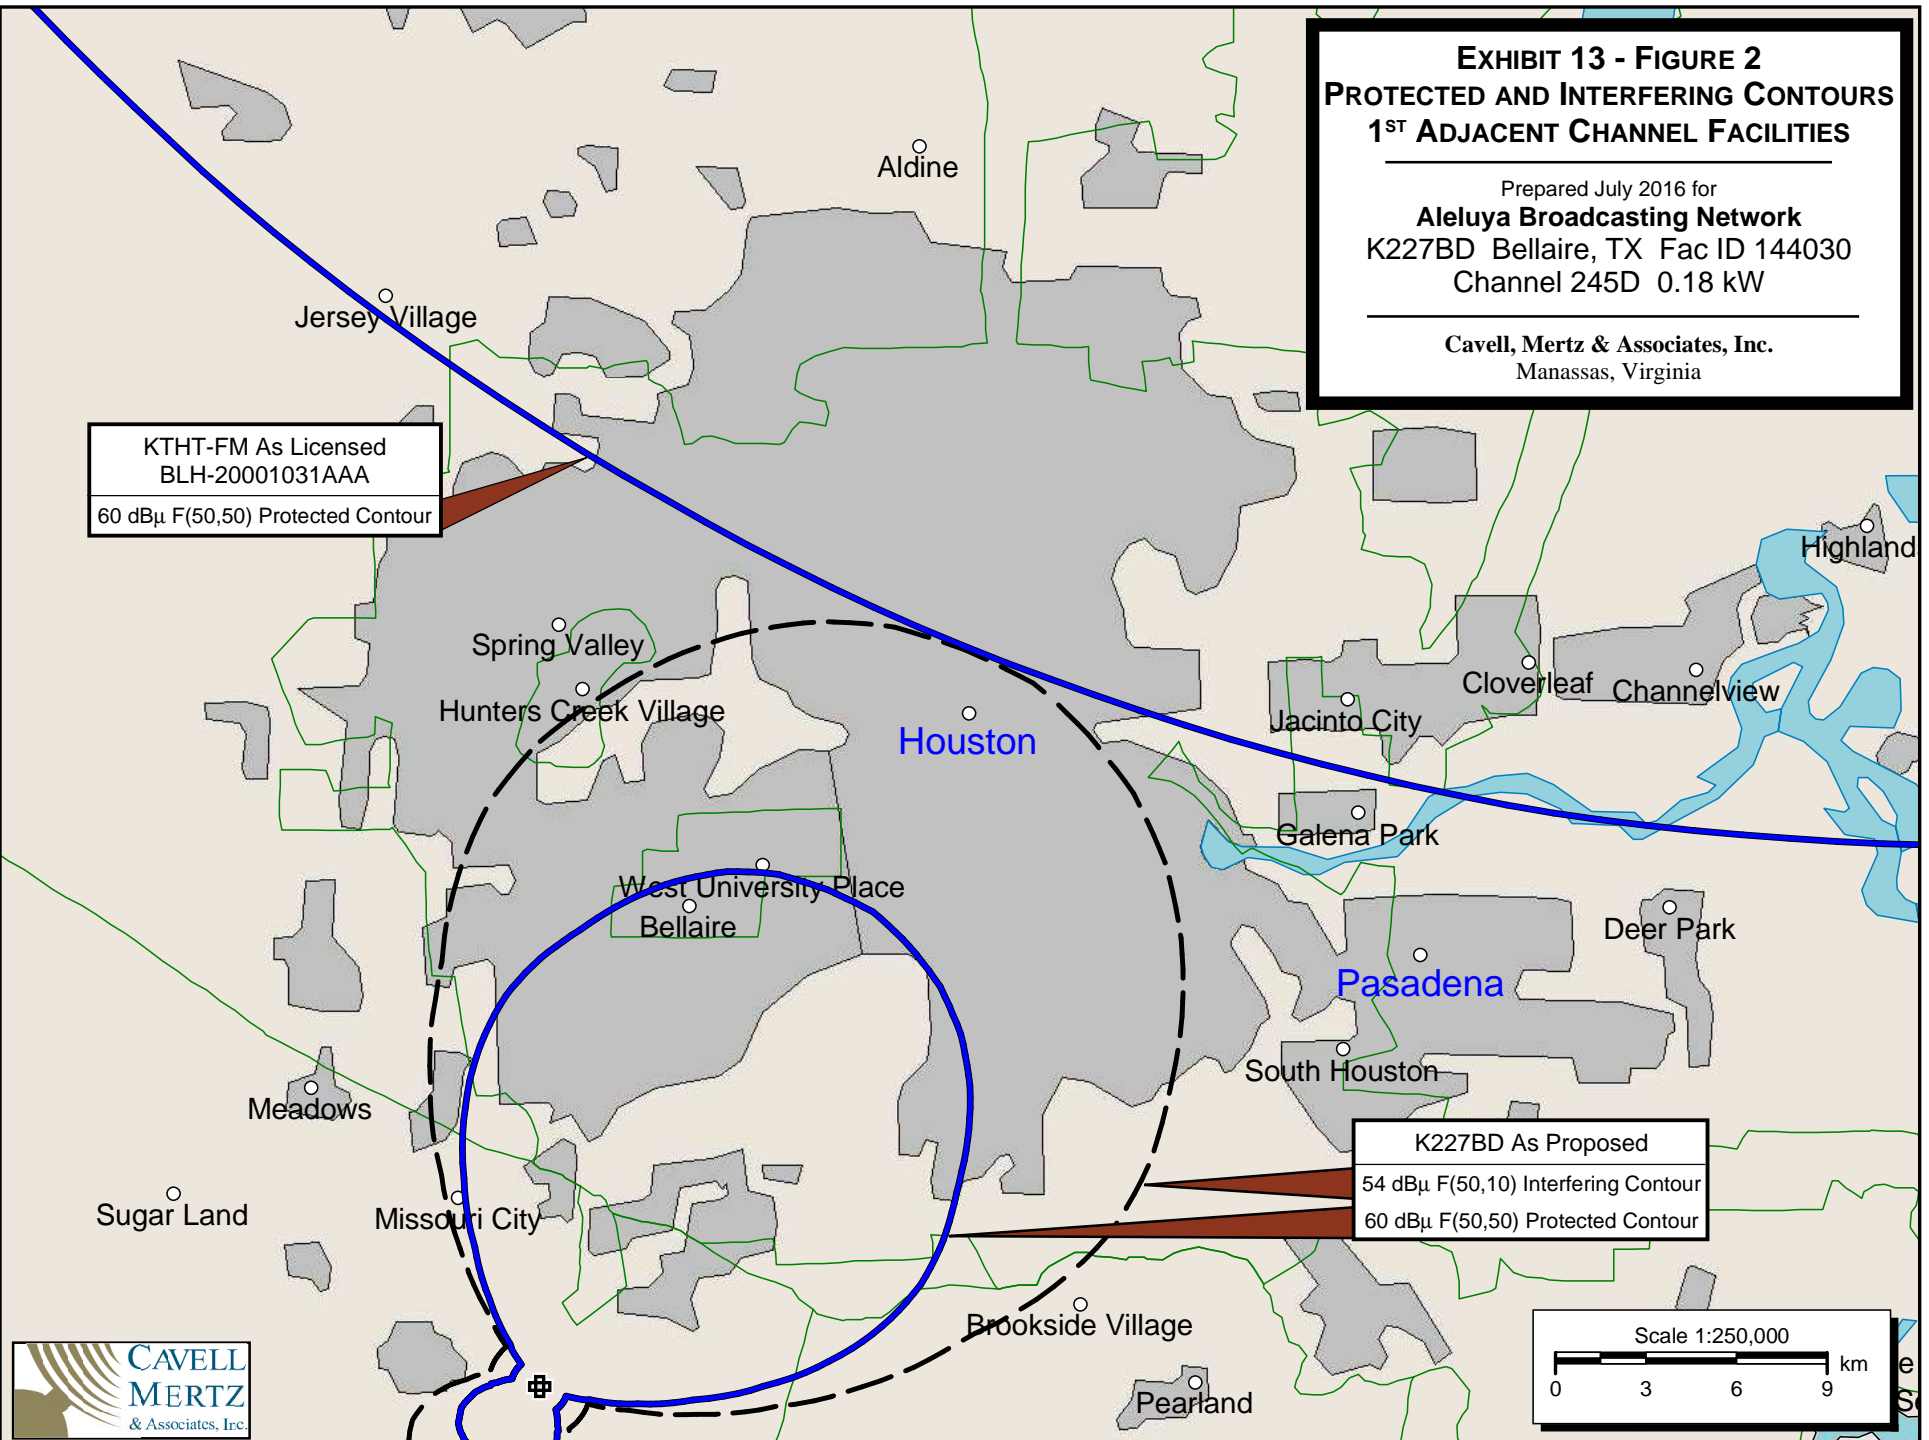 EXHIBIT 13 - FIGURE 2
PROTECTED AND INTERFERING CONTOURS
1ST ADJACENT CHANNEL FACILITIES
Prepared July 2016 for
Aleluya Broadcasting Network
K227BD Bellaire, TX Fac ID 144030
Channel 245D 0.18 kW
Cavell, Mertz & Associates, Inc.
Manassas, Virginia
Aldine
Jersey Village
KTHT-FM As Licensed
BLH-20001031AAA
60 dBμ F(50,50) Protected Contour
Highland
Spring Valley
Hunters Creek Village
Houston
Jacinto City
Cloverleaf
Channelview
Galena Park
West University Place
Bellaire
Deer Park
Pasadena
South Houston
Meadows
K227BD As Proposed
54 dBμ F(50,10) Interfering Contour
60 dBμ F(50,50) Protected Contour
Sugar Land
Missouri City
Brookside Village
Pearland
Scale 1:250,000
0 3 6 9 km
e
CAVELL
MERTZ
& Associates, Inc.